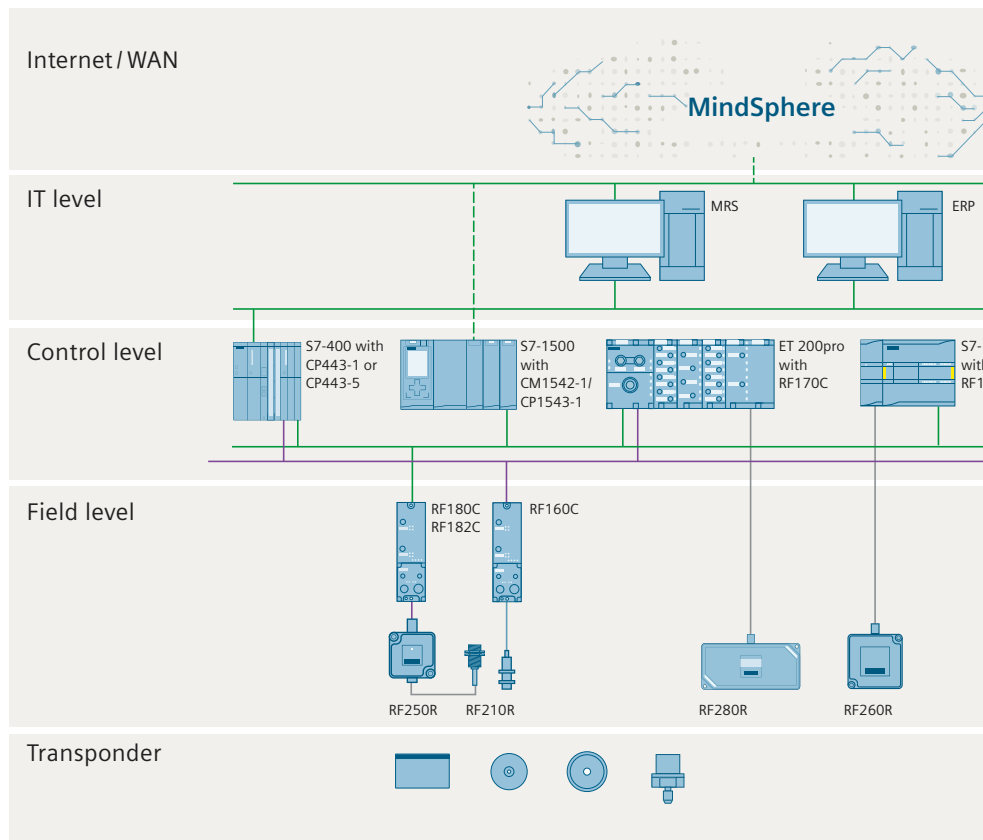 Internet / WAN
MindSphere
IT level
MRS
ERP
Control level
S7-400 with
CP443-1 or
CP443-5
S7-1500
with
CM1542-1/
CP1543-1
ET 200pro
with
RF170C
S7-
wit
RF1
Field level
RF180C
RF182C
RF160C
RF250R
RF210R
RF280R
RF260R
Transponder